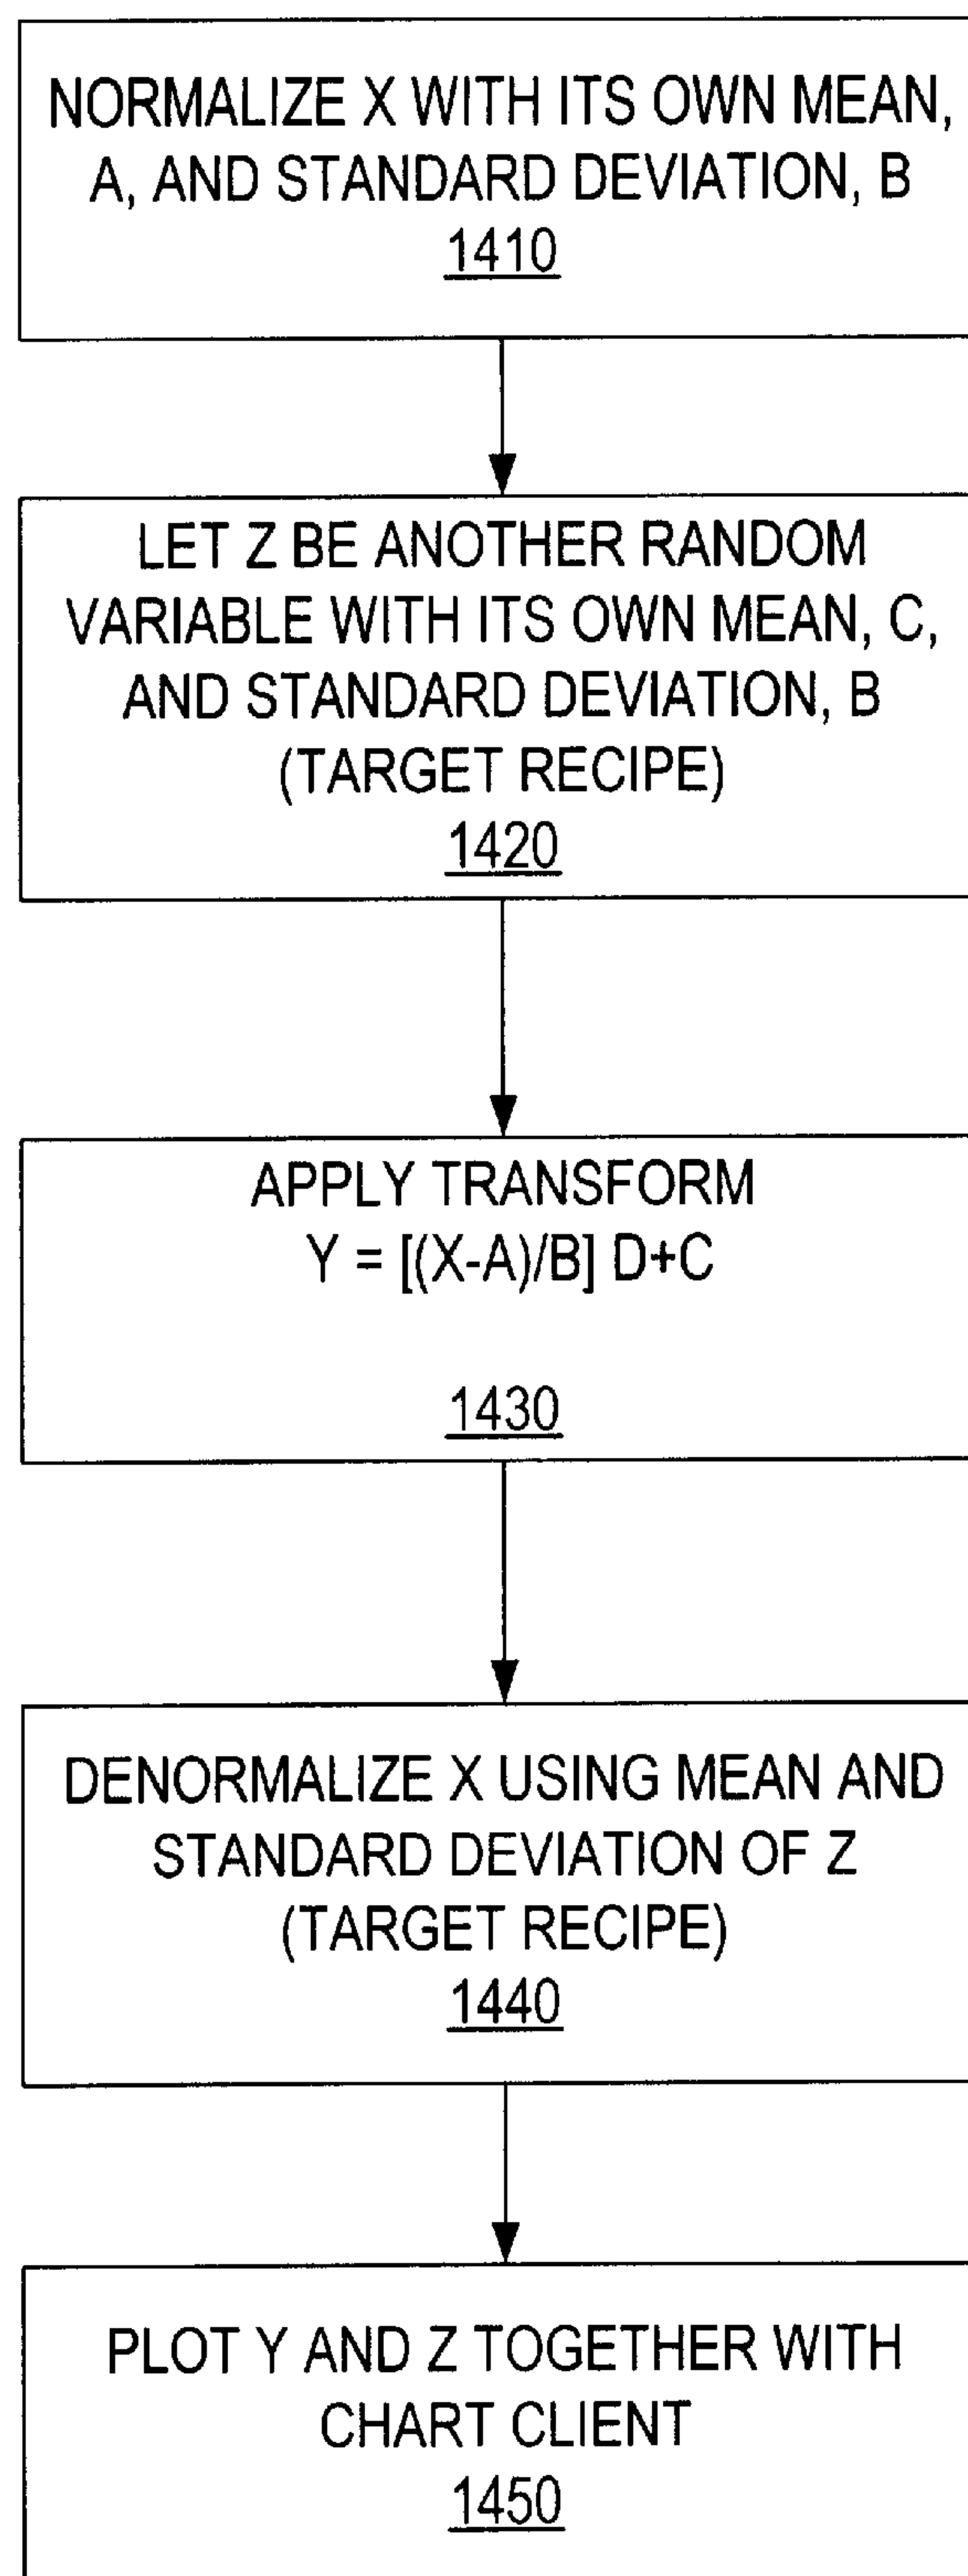 NORMALIZE X WITH ITS OWN MEAN,
A, AND STANDARD DEVIATION, B
1410
LET Z BE ANOTHER RANDOM
VARIABLE WITH ITS OWN MEAN, C,
AND STANDARD DEVIATION, B
(TARGET RECIPE)
1420
APPLY TRANSFORM
Y = [(X-A)/B] D+C
1430
DENORMALIZE X USING MEAN AND
STANDARD DEVIATION OF Z
(TARGET RECIPE)
1440
PLOT Y AND Z TOGETHER WITH
CHART CLIENT
1450